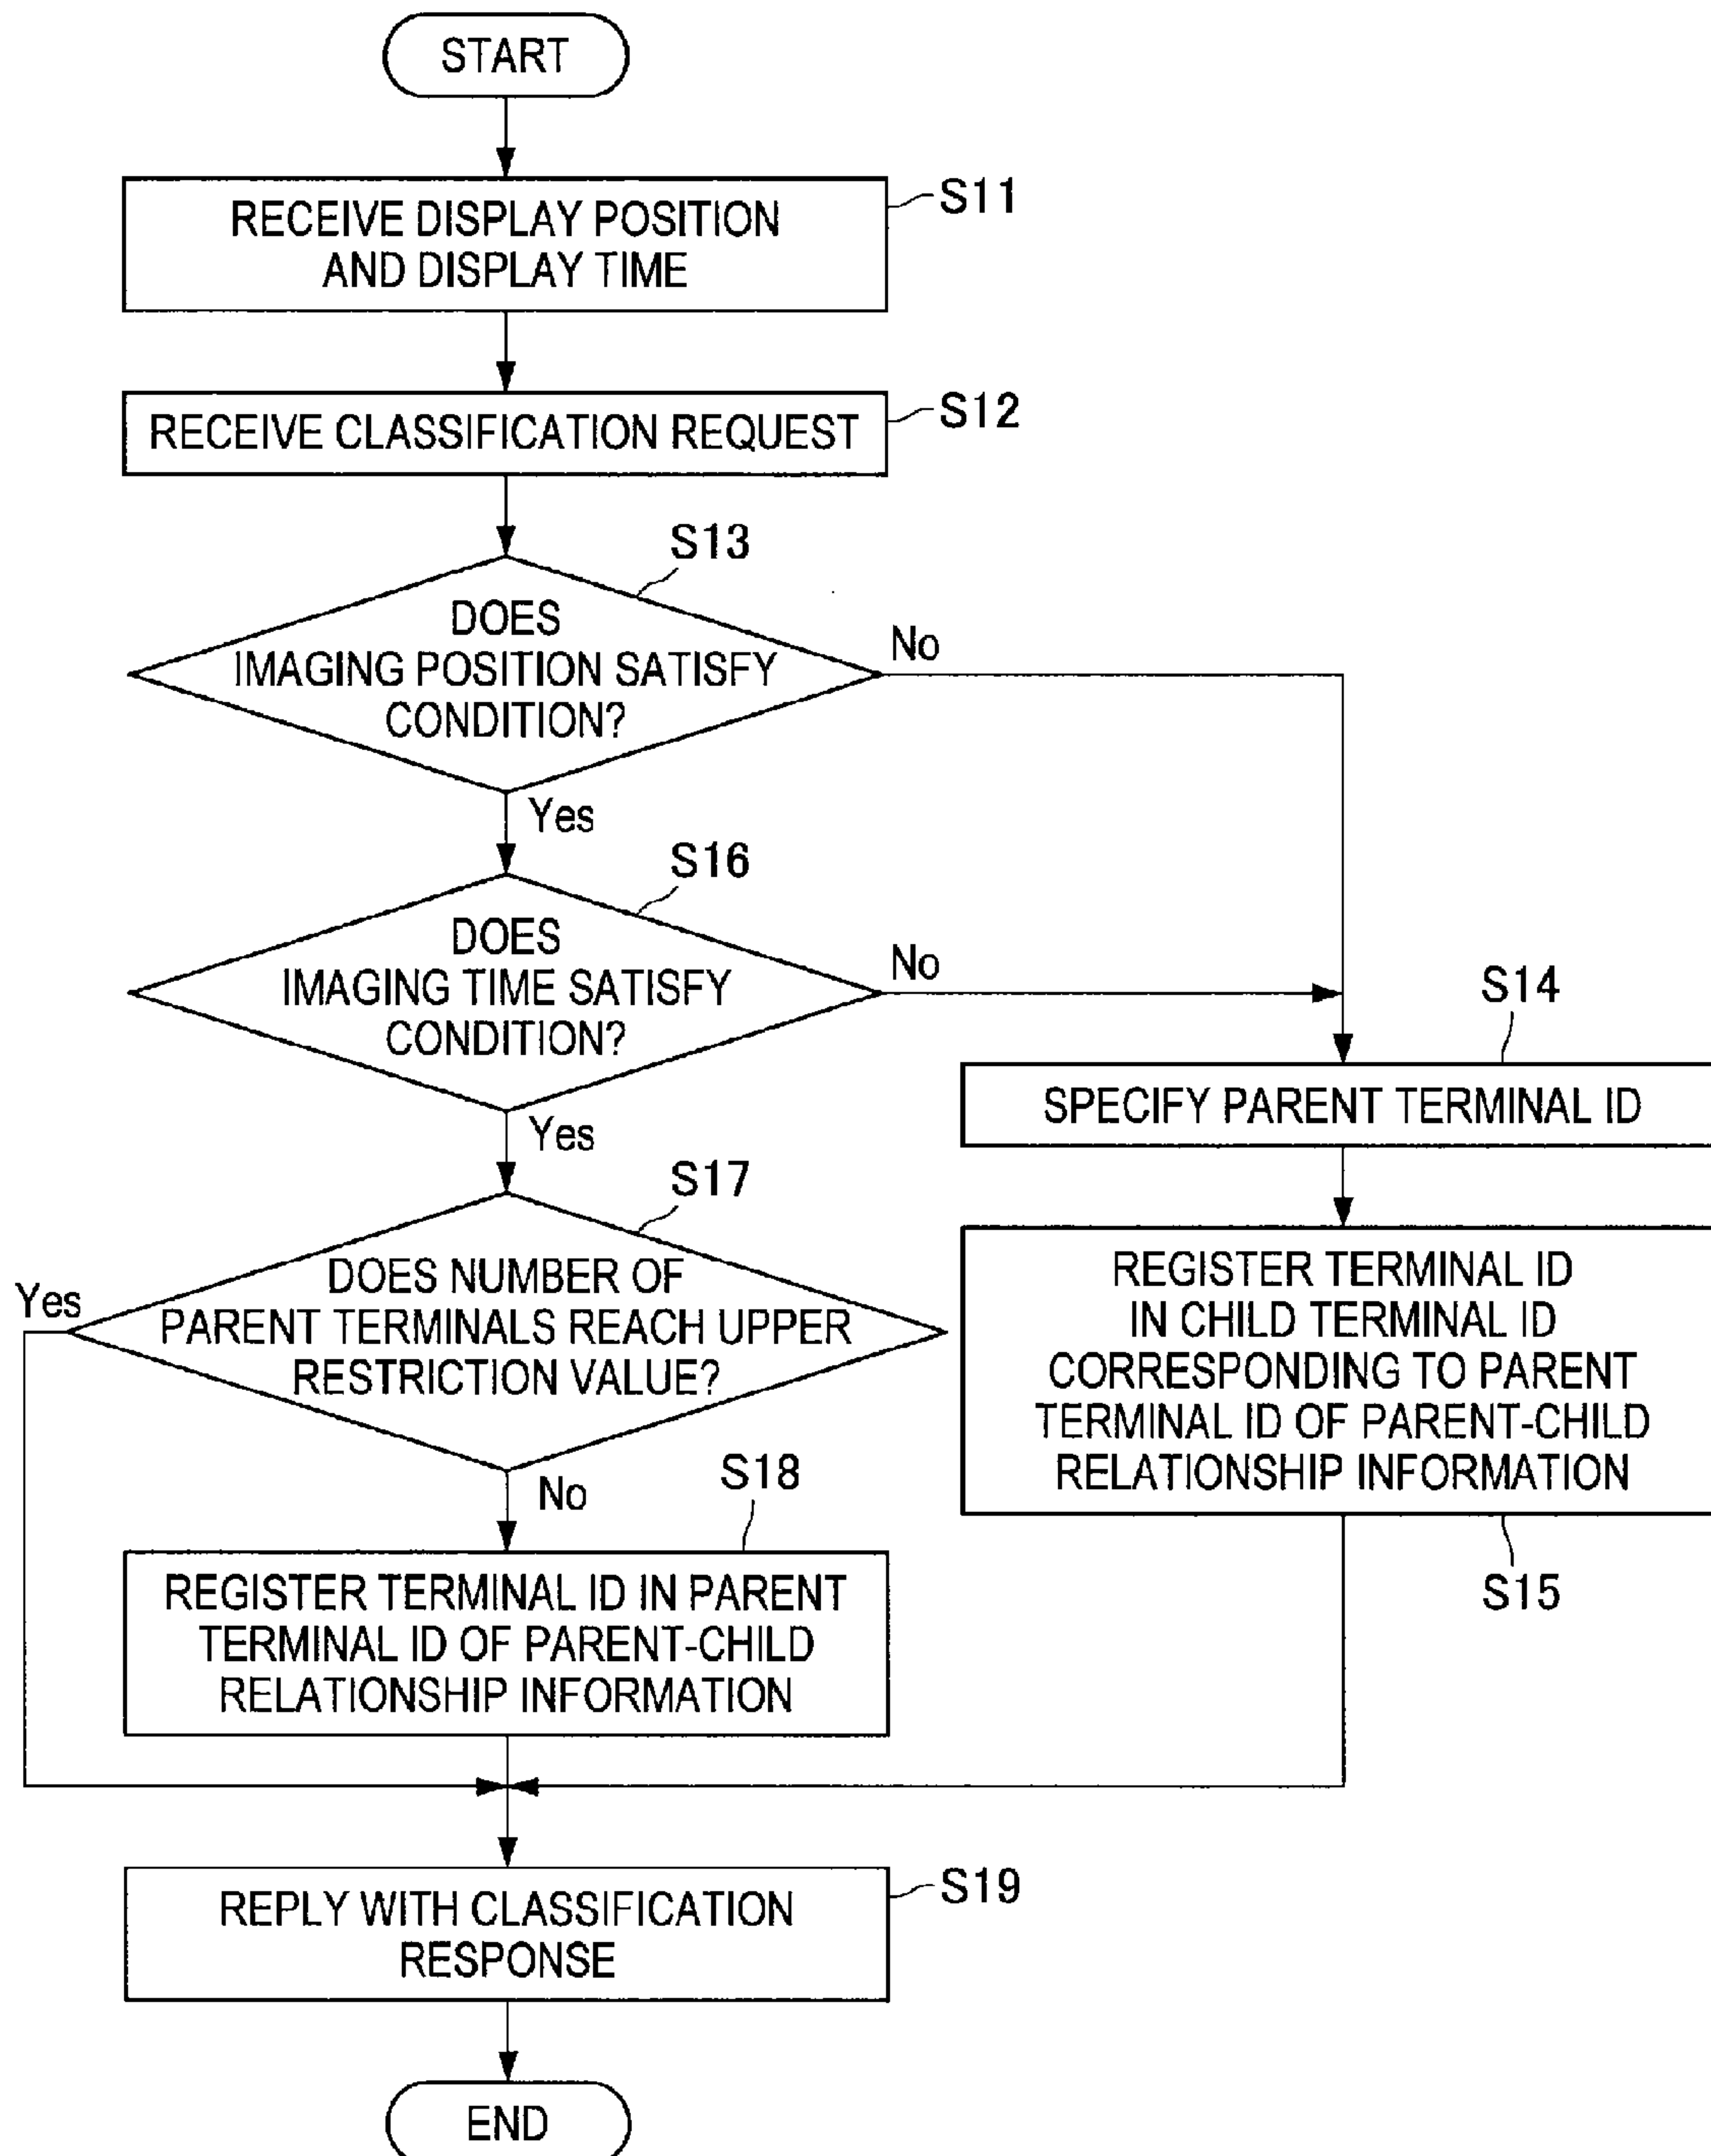 START
S11
RECEIVE DISPLAY POSITION
AND DISPLAY TIME
S12
RECEIVE CLASSIFICATION REQUEST
S13
DOES
IMAGING POSITION SATISFY
CONDITION?
No
Yes
S16
DOES
IMAGING TIME SATISFY
CONDITION?
No
Yes
S14
SPECIFY PARENT TERMINAL ID
S17
DOES NUMBER OF
PARENT TERMINALS REACH UPPER
RESTRICTION VALUE?
Yes
No
REGISTER TERMINAL ID
IN CHILD TERMINAL ID
CORRESPONDING TO PARENT
TERMINAL ID OF PARENT-CHILD
RELATIONSHIP INFORMATION
S15
S18
REGISTER TERMINAL ID IN PARENT
TERMINAL ID OF PARENT-CHILD
RELATIONSHIP INFORMATION
S19
REPLY WITH CLASSIFICATION
RESPONSE
END